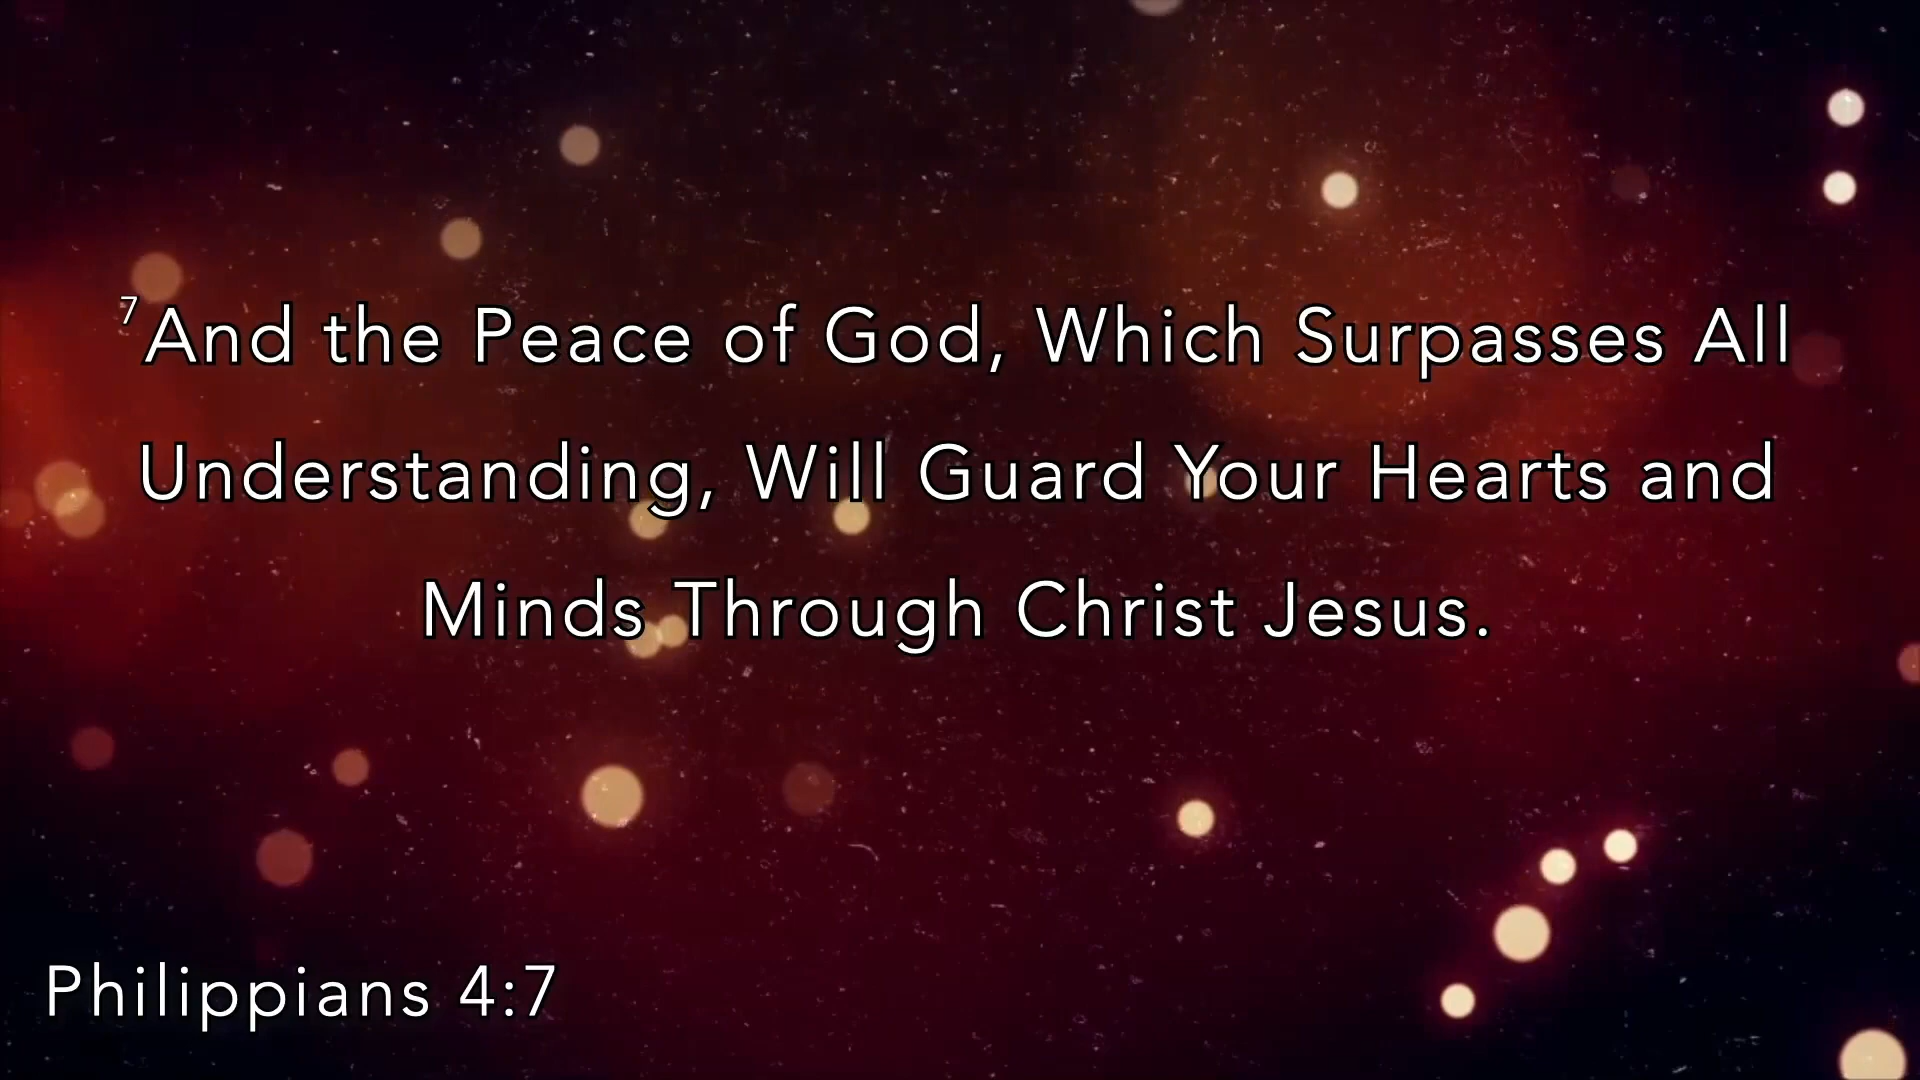 7And the Peace of God, Which Surpasses All
Understanding, Will Guard Your Hearts and
Minds Through Christ Jesus.
Philippians 4:7